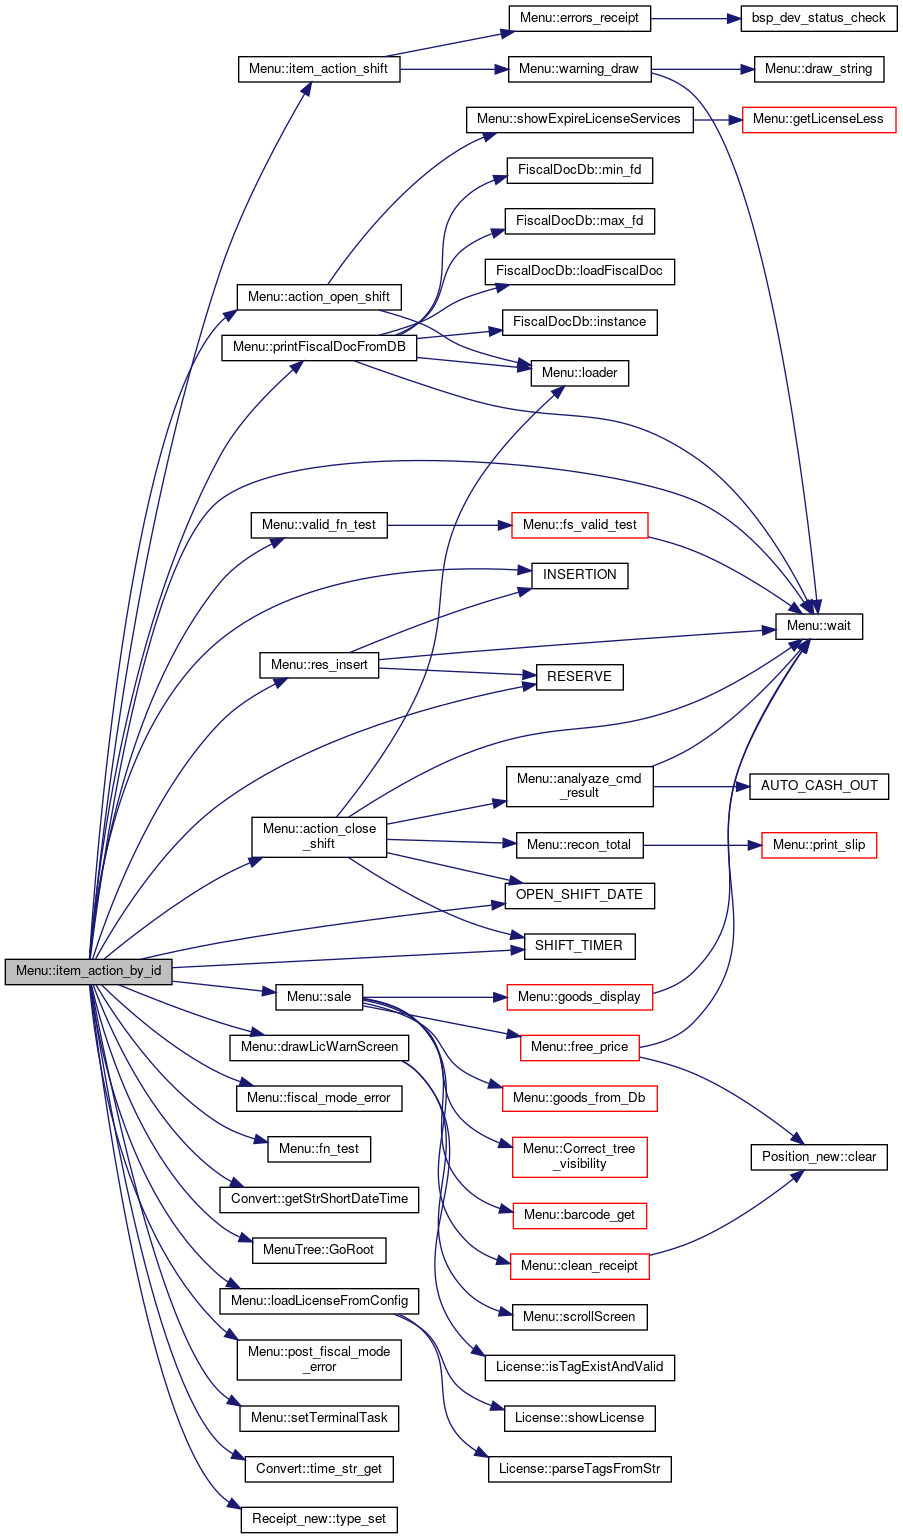 Menu::errors_receipt
bsp_dev_status_check
Menu::item_action_shift
Menu::warning_draw
Menu::draw_string
Menu::showExpireLicenseServices
Menu::getLicenseLess
FiscalDocDb::min_fd
FiscalDocDb::max_fd
FiscalDocDb::loadFiscalDoc
Menu::action_open_shift
FiscalDocDb::instance
Menu::printFiscalDocFromDB
Menu::loader
Menu::valid_fn_test
Menu::fs_valid_test
INSERTION
Menu::wait
Menu::res_insert
RESERVE
Menu::analyaze_cmd
_result
AUTO_CASH_OUT
Menu::action_close
_shift
Menu::recon_total
Menu::print_slip
OPEN_SHIFT_DATE
SHIFT_TIMER
Menu::item_action_by_id
Menu::sale
Menu::goods_display
Menu::drawLicWarnScreen
Menu::free_price
Menu::fiscal_mode_error
Menu::goods_from_Db
Menu::fn_test
Menu::Correct_tree
_visibility
Position_new::clear
Convert::getStrShortDateTime
Menu::barcode_get
MenuTree::GoRoot
Menu::clean_receipt
Menu::loadLicenseFromConfig
Menu::scrollScreen
Menu::post_fiscal_mode
_error
License::isTagExistAndValid
Menu::setTerminalTask
License::showLicense
Convert::time_str_get
License::parseTagsFromStr
Receipt_new::type_set